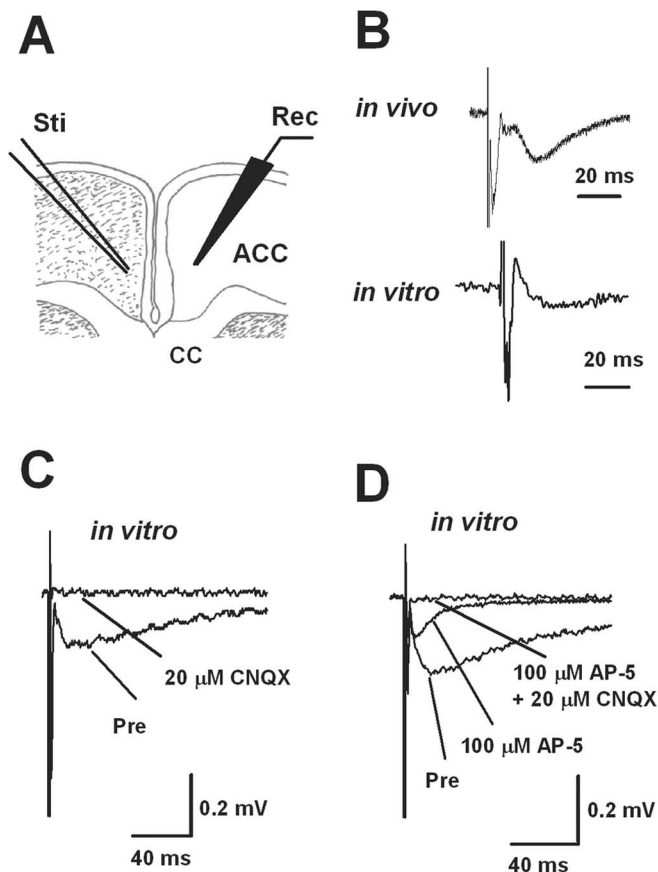 A
Sti
Rec
ACC
CC
B
in vivo
20 ms
in vitro
20 ms
C
in vitro
20 μM CNQX
Pre
0.2 mV
40 ms
D
in vitro
100 μM AP-5
+ 20 μM CNQX
100 μM AP-5
Pre
0.2 mV
40 ms